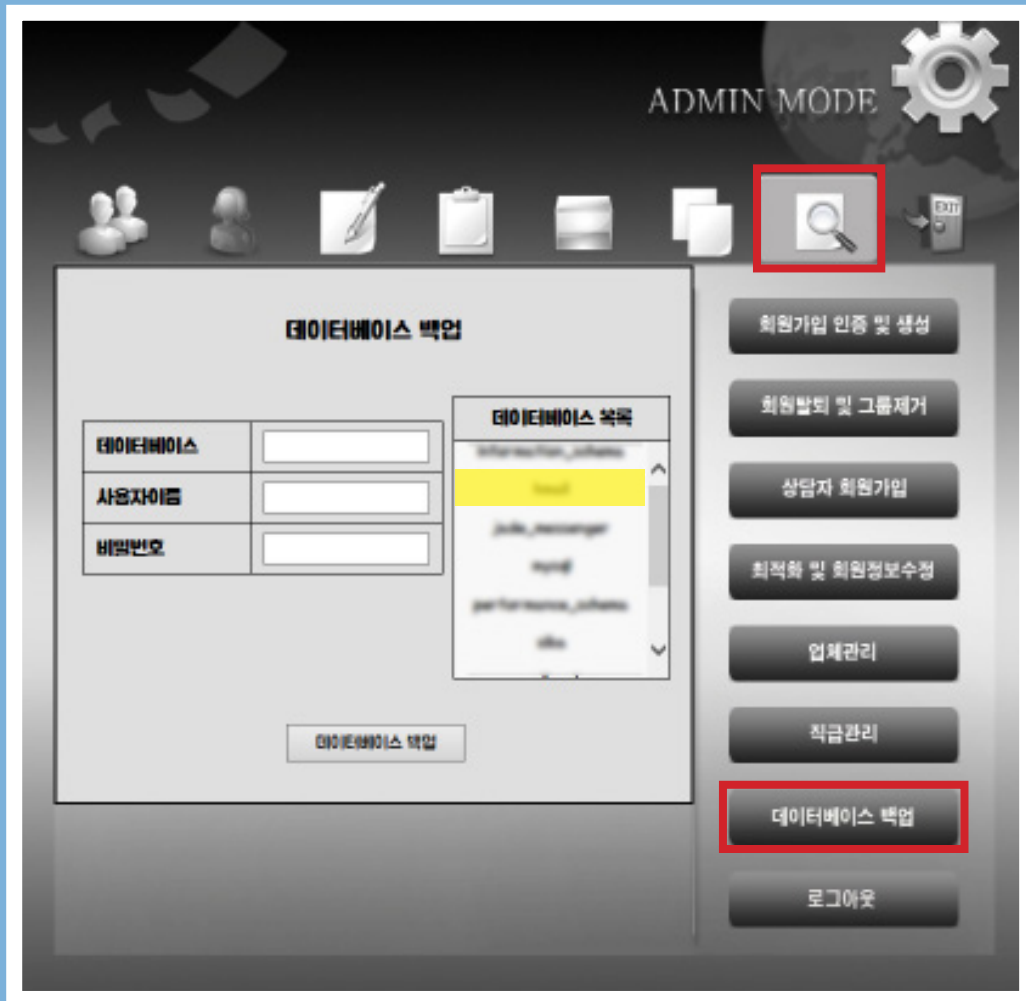 ADMIN MODE
EXIT
데이터베이스 백업
데이터베이스
사용자이름
비밀번호
데이터베이스 목록
information_schema
mysql
performance_schema
데이터베이스 백업
회원가입 인증 및 생성
회원탈퇴 및 그룹제거
상담자 회원가입
최적화 및 회원정보수정
업체관리
직급관리
데이터베이스 백업
로그아웃